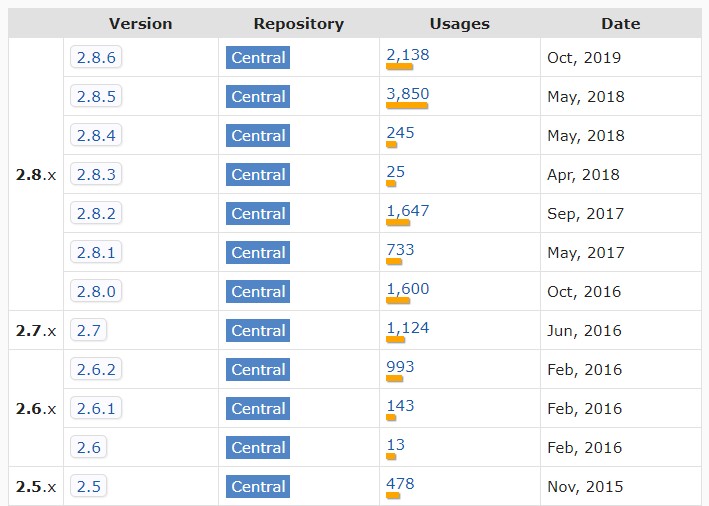 Version Repository Usages Date
2.8.6 Central 2,138 Oct, 2019
2.8.5 Central 3,850 May, 2018
2.8.4 Central 245 May, 2018
2.8.x 2.8.3 Central 25 Apr, 2018
2.8.2 Central 1,647 Sep, 2017
2.8.1 Central 733 May, 2017
2.8.0 Central 1,600 Oct, 2016
2.7.x 2.7 Central 1,124 Jun, 2016
2.6.2 Central 993 Feb, 2016
2.6.x 2.6.1 Central 143 Feb, 2016
2.6 Central 13 Feb, 2016
2.5.x 2.5 Central 478 Nov, 2015